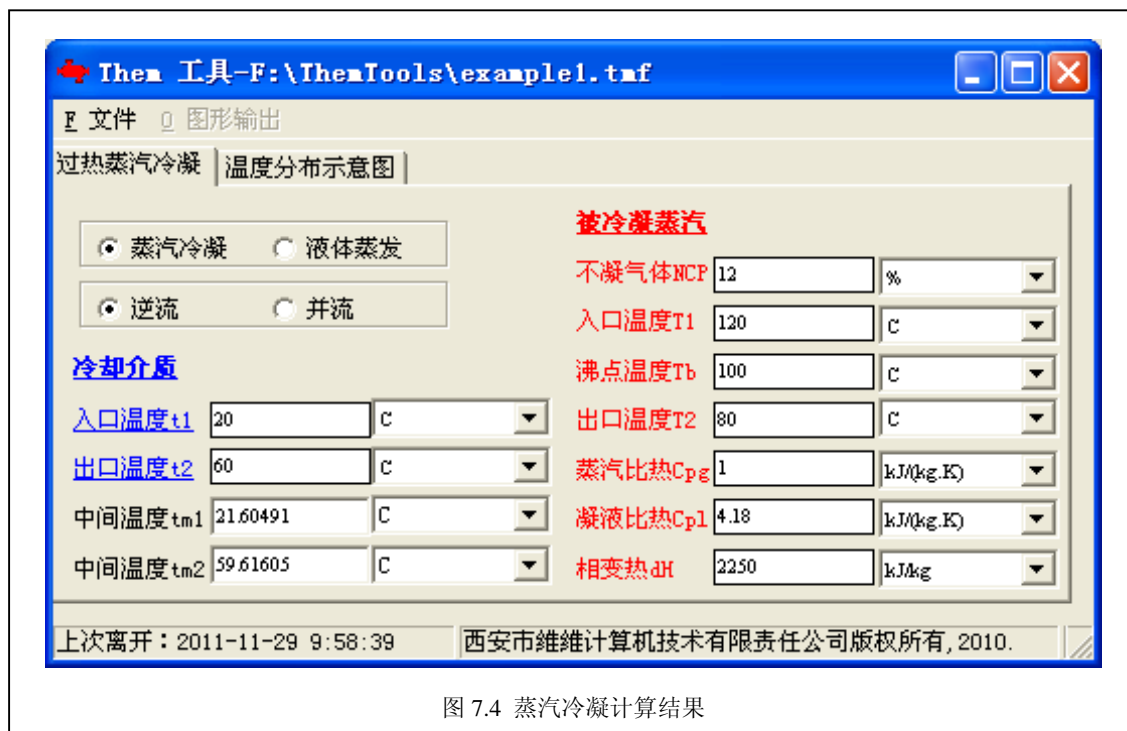 Them 工具-F:\ThemTools\example1.tmf
F 文件 O 图形输出
过热蒸汽冷凝 温度分布示意图
蒸汽冷凝 液体蒸发
逆流 并流
冷却介质
入口温度t1 20 C
出口温度t2 60 C
中间温度tm1 21.60491 C
中间温度tm2 59.61605 C
被冷凝蒸汽
不凝气体NCP 12 %
入口温度T1 120 C
沸点温度Tb 100 C
出口温度T2 80 C
蒸汽比热Cpg 1 kJ/(kg.K)
凝液比热Cpl 4.18 kJ/(kg.K)
相变热dH 2250 kJ/kg
上次离开：2011-11-29 9:58:39 西安市維維计算机技术有限责任公司版权所有,2010.
图 7.4 蒸汽冷凝计算结果